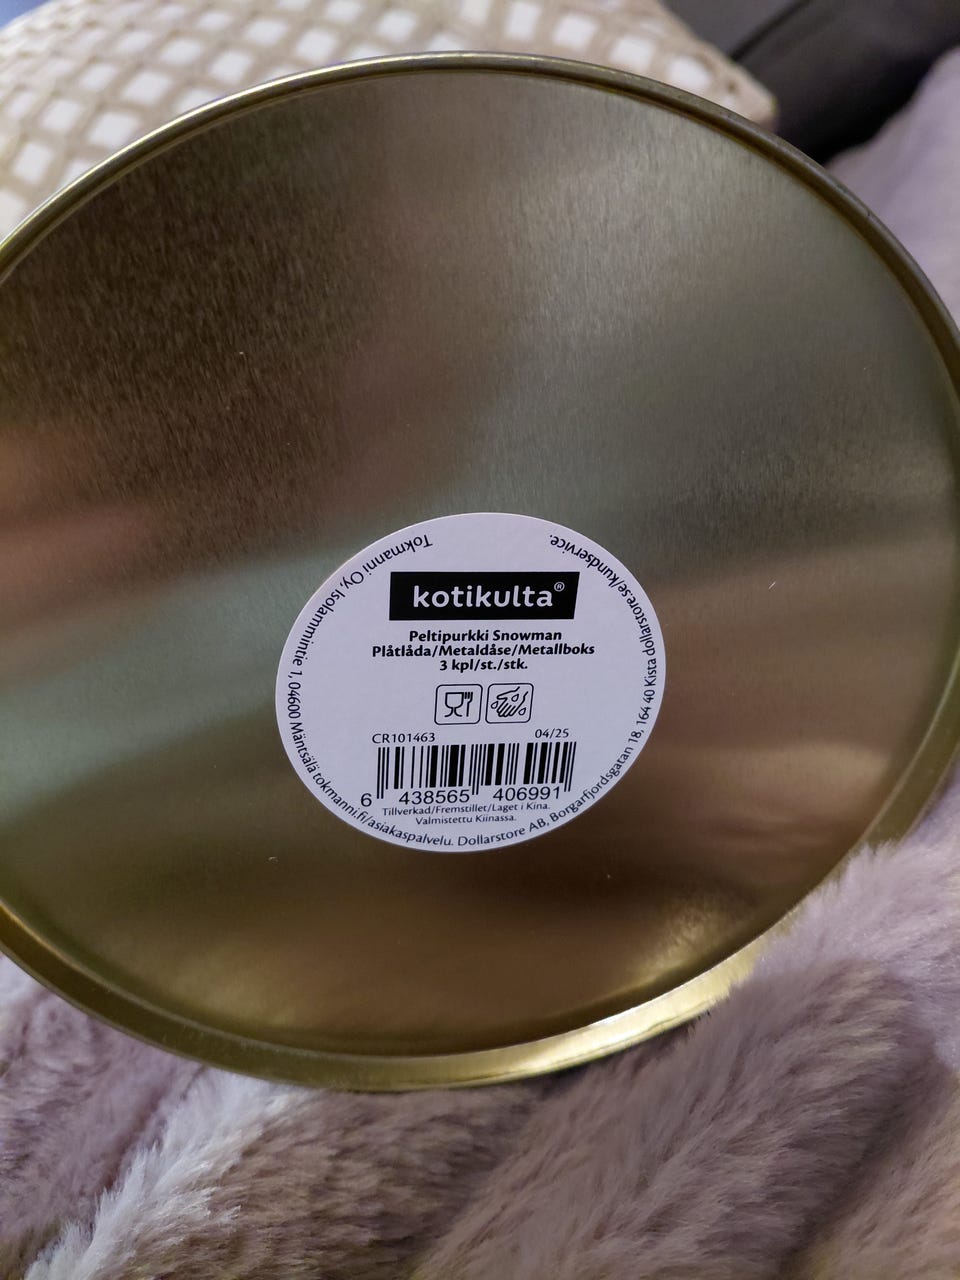 kotikulta®
Peltipurkki Snowman
Plåtlåda/Metaldåse/Metallboks
3 kpl/st./stk.
CR101463 04/25
6 438565 406991
Tillverkad/Fremstillet/Laget i Kina.
Valmistettu Kiinassa.
Tokmanni Oy, Isolammintie 1, 04600 Mäntsälä tokmanni.fi/asiakaspalvelu. Dollarstore AB, Borgarfjordsgatan 18, 164 40 Kista dollarstore.se/kundservice.